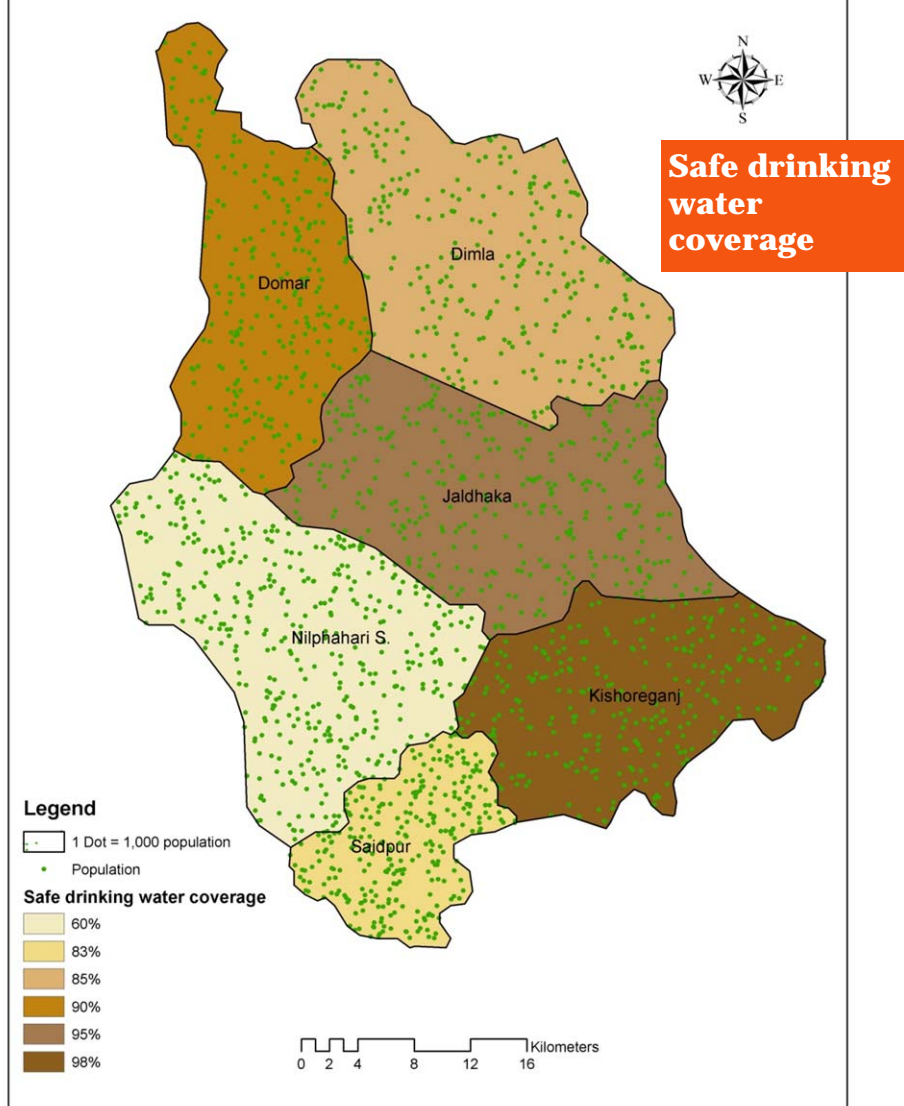 N
W E
S
Safe drinking
water
coverage
Dimla
Domar
Jaldhaka
Nilphahari S.
Kishoreganj
Saidpur
Legend
1 Dot = 1,000 population
Population
Safe drinking water coverage
60%
83%
85%
90%
95%
98%
Kilometers
0 2 4 8 12 16